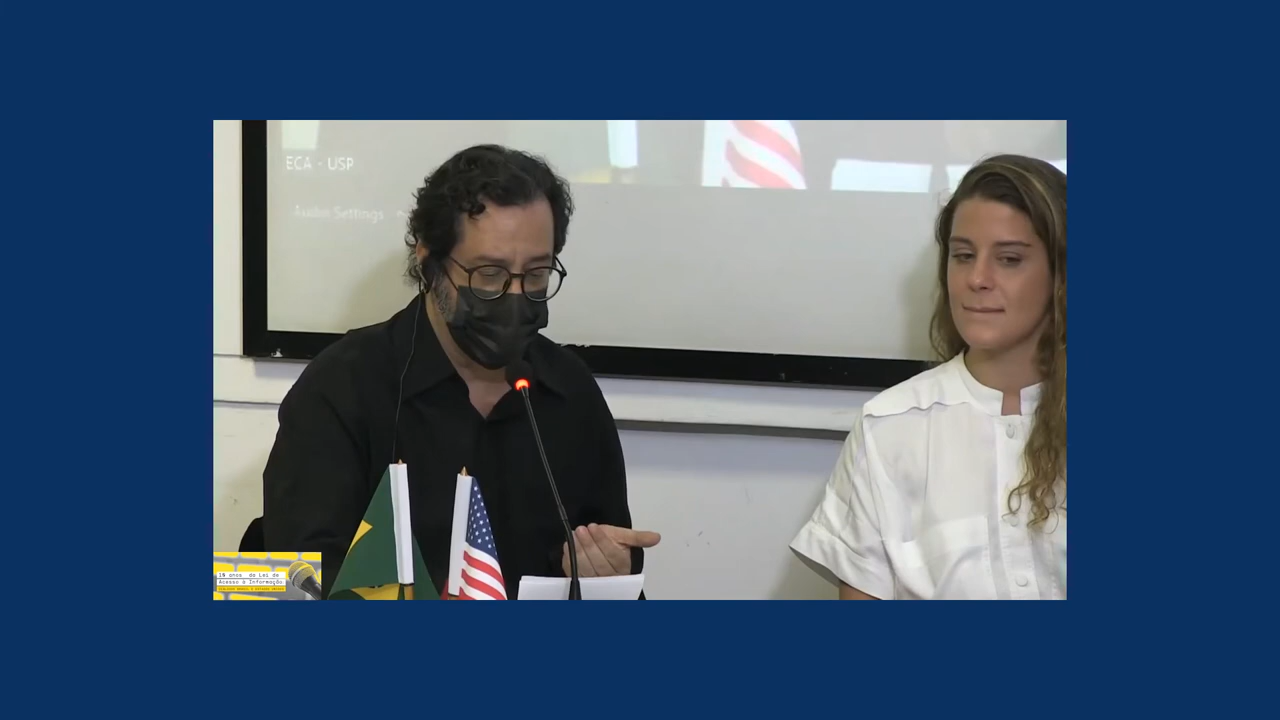 ECA - USP
Audio Settings
10 anos da Lei de
Acesso à Informação